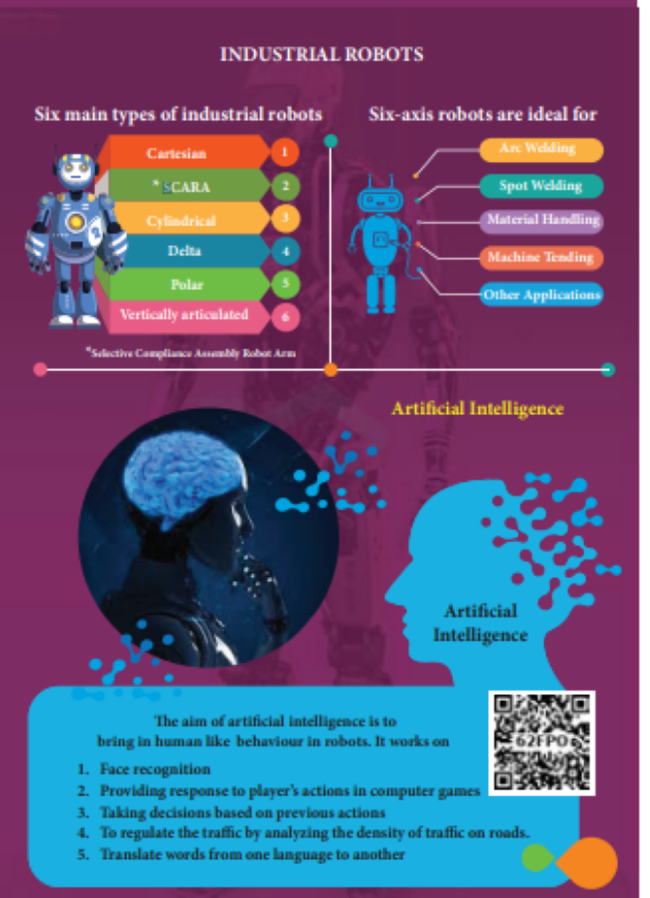 INDUSTRIAL ROBOTS
Six main types of industrial robots
Cartesian 1
* SCARA 2
Cylindrical 3
Delta 4
Polar 5
Vertically articulated 6
*Selective Compliance Assembly Robot Arm
Six-axis robots are ideal for
Arc Welding
Spot Welding
Material Handling
Machine Tending
Other Applications
Artificial Intelligence
Artificial
Intelligence
62FPO
The aim of artificial intelligence is to
bring in human like behaviour in robots. It works on
1. Face recognition
2. Providing response to player's actions in computer games
3. Taking decisions based on previous actions
4. To regulate the traffic by analyzing the density of traffic on roads.
5. Translate words from one language to another